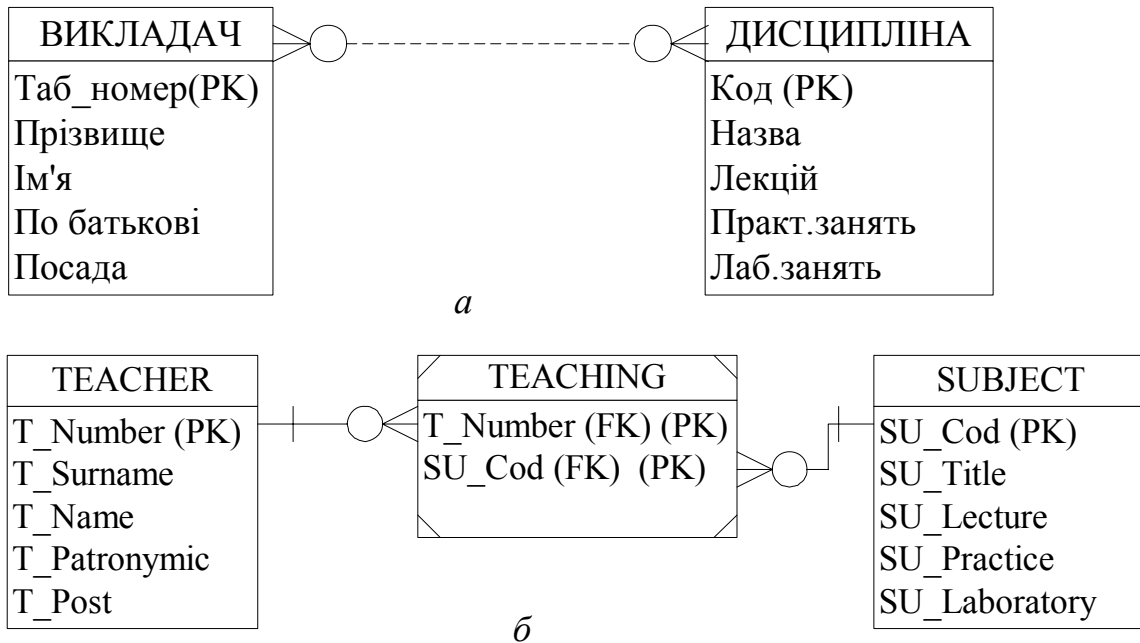 ВИКЛАДАЧ
Таб_номер(PK)
Прізвище
Ім'я
По батькові
Посада
ДИСЦИПЛІНА
Код (PK)
Назва
Лекцій
Практ.занять
Лаб.занять
а
TEACHER
T_Number (PK)
T_Surname
T_Name
T_Patronymic
T_Post
TEACHING
T_Number (FK) (PK)
SU_Cod (FK) (PK)
SUBJECT
SU_Cod (PK)
SU_Title
SU_Lecture
SU_Practice
SU_Laboratory
б